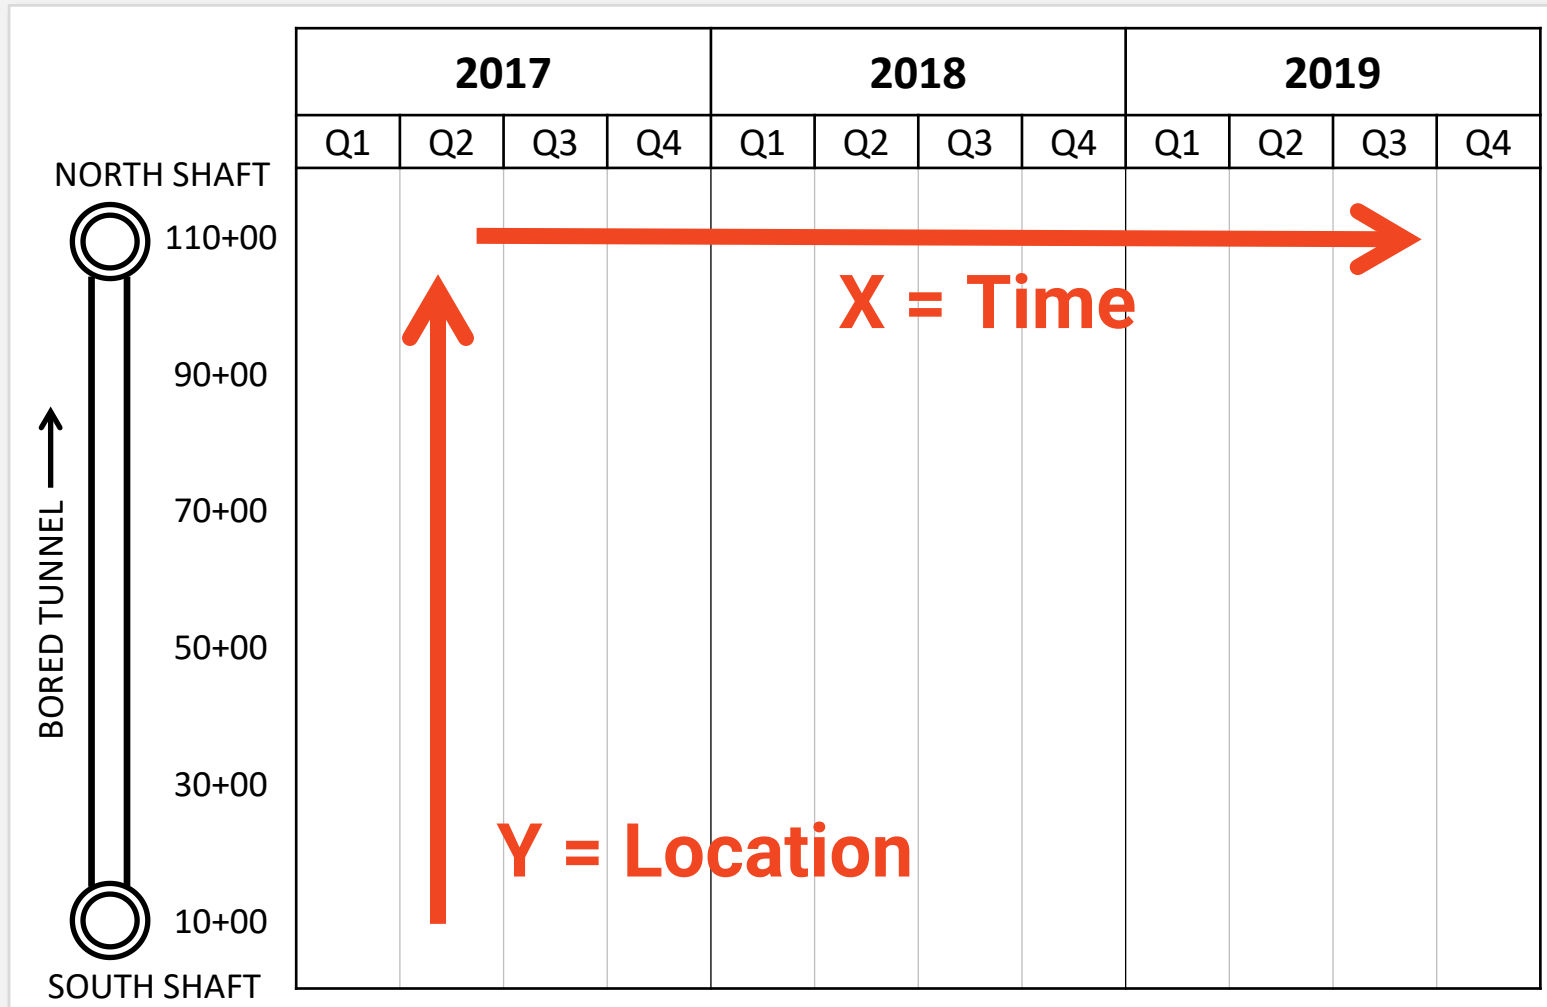 2017 2018 2019
Q1 Q2 Q3 Q4 Q1 Q2 Q3 Q4 Q1 Q2 Q3 Q4
NORTH SHAFT
110+00
X = Time
90+00
70+00
BORED TUNNEL
50+00
30+00
Y = Location
10+00
SOUTH SHAFT